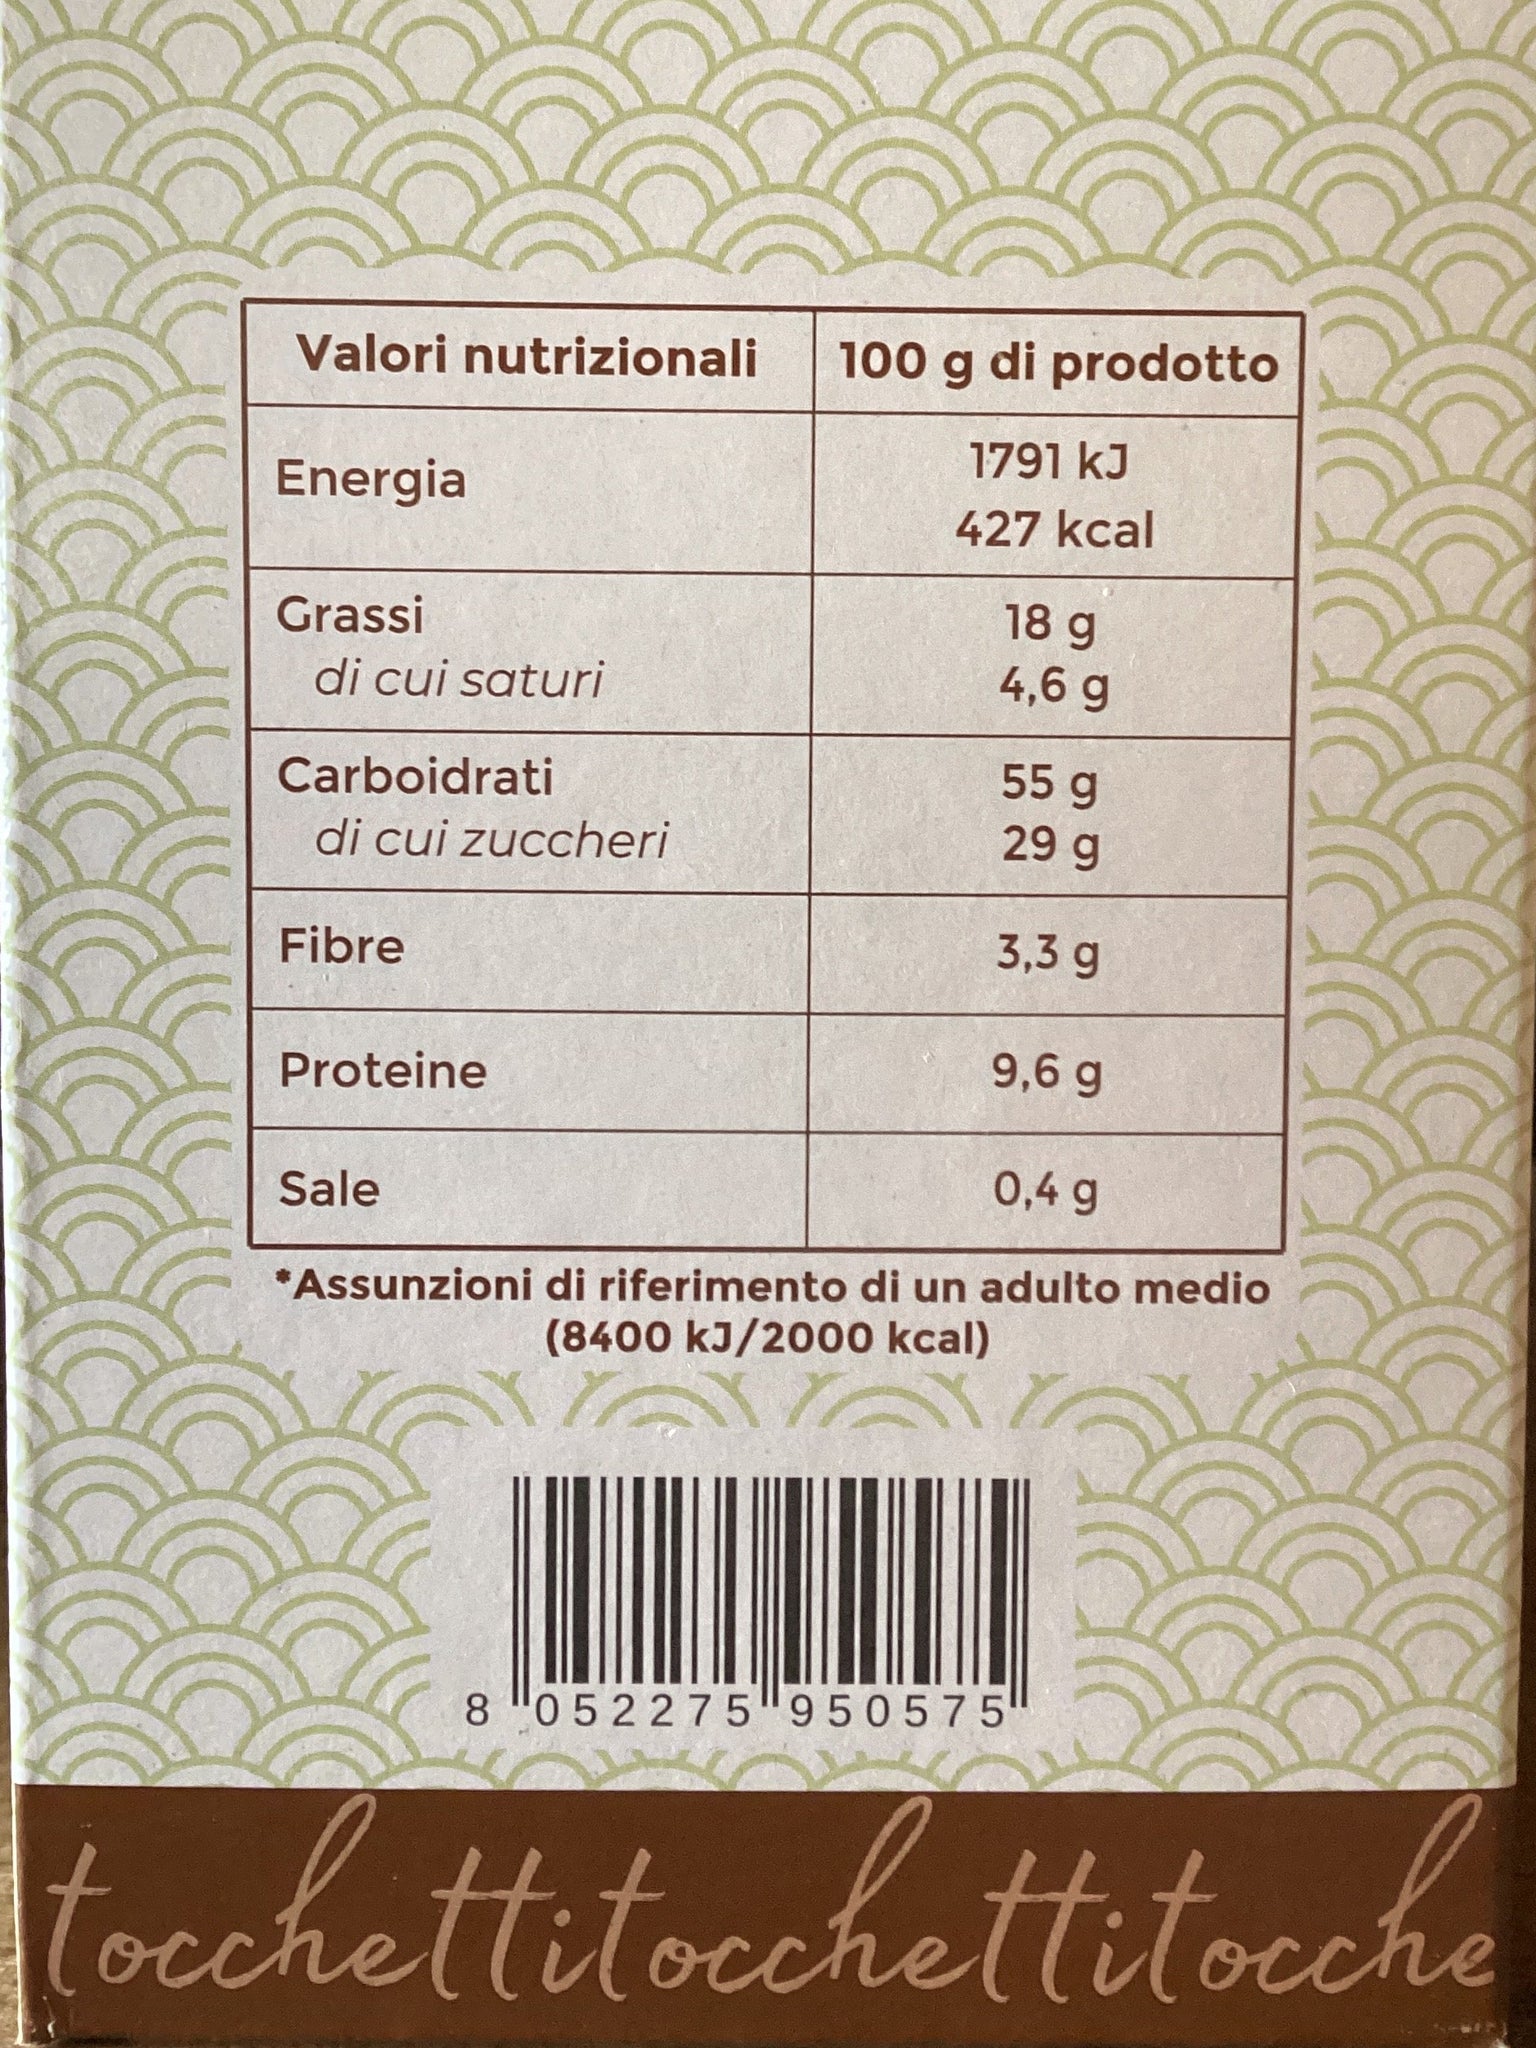 Valori nutrizionali 100 g di prodotto
Energia 1791 kJ
427 kcal
Grassi 18 g
di cui saturi 4,6 g
Carboidrati 55 g
di cui zuccheri 29 g
Fibre 3,3 g
Proteine 9,6 g
Sale 0,4 g
*Assunzioni di riferimento di un adulto medio
(8400 kJ/2000 kcal)
8 052275 950575
tocchettitocchettitocche